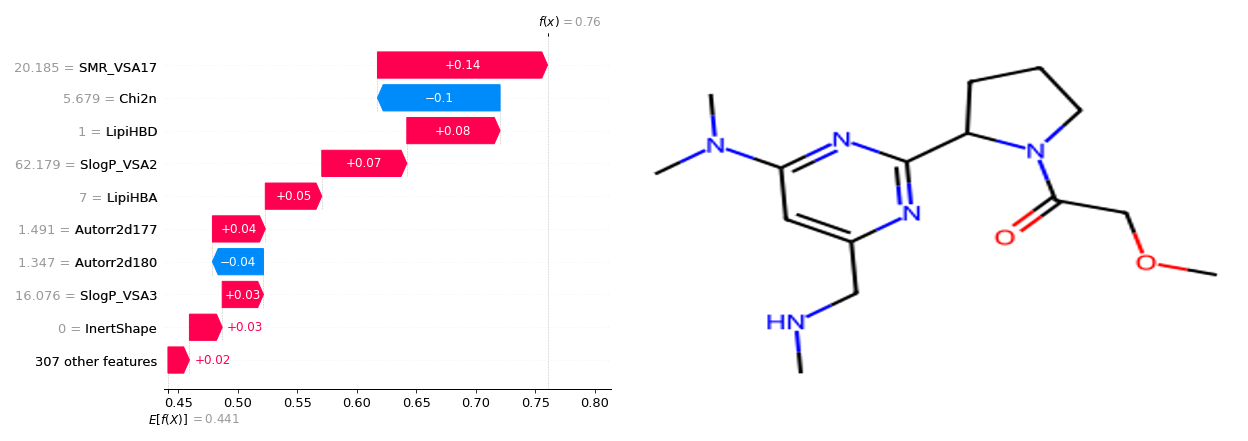 f(x) = 0.76
20.185 = SMR_VSA17
+0.14
5.679 = Chi2n
−0.1
1 = LipiHBD
+0.08
62.179 = SlogP_VSA2
+0.07
7 = LipiHBA
+0.05
1.491 = Autorr2d177
+0.04
1.347 = Autorr2d180
−0.04
16.076 = SlogP_VSA3
+0.03
0 = InertShape
+0.03
307 other features
+0.02
0.45 0.50 0.55 0.60 0.65 0.70 0.75 0.80
E[f(X)] = 0.441
N
N
N
N
O
O
HN